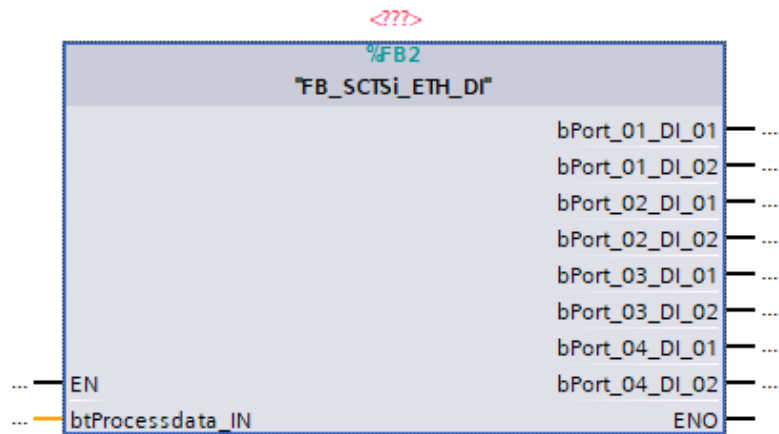 <???>
%FB2
"FB_SCTSi_ETH_DI"
bPort_01_DI_01 ...
bPort_01_DI_02 ...
bPort_02_DI_01 ...
bPort_02_DI_02 ...
bPort_03_DI_01 ...
bPort_03_DI_02 ...
bPort_04_DI_01 ...
... EN bPort_04_DI_02 ...
... btProcessdata_IN ENO